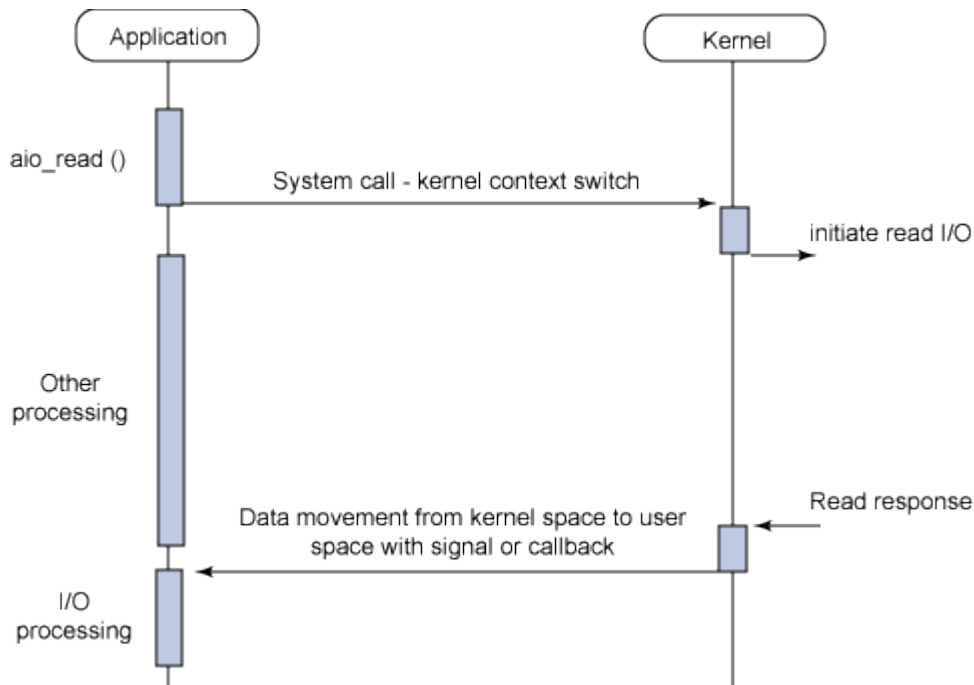 Application
Kernel
aio_read ()
System call - kernel context switch
initiate read I/O
Other
processing
Read response
Data movement from kernel space to user
space with signal or callback
I/O
processing